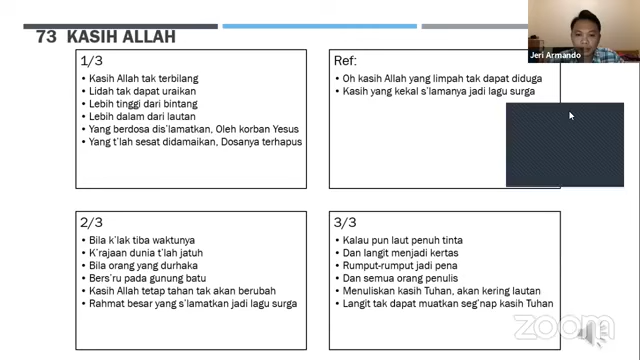 73 KASIH ALLAH
Jeri Armando
1/3
• Kasih Allah tak terbilang
• Lidah tak dapat uraikan
• Lebih tinggi dari bintang
• Lebih dalam dari lautan
• Yang berdosa dis'lamatkan, Oleh korban Yesus
• Yang t'lah sesat didamaikan, Dosanya terhapus
Ref:
• Oh kasih Allah yang limpah tak dapat diduga
• Kasih yang kekal s'lamanya jadi lagu surga
2/3
• Bila k'lak tiba waktunya
• K'rajaan dunia t'lah jatuh
• Bila orang yang durhaka
• Bers'ru pada gunung batu
• Kasih Allah tetap tahan tak akan berubah
• Rahmat besar yang s'lamatkan jadi lagu surga
3/3
• Kalau pun laut penuh tinta
• Dan langit menjadi kertas
• Rumput-rumput jadi pena
• Dan semua orang penulis
• Menuliskan kasih Tuhan, akan kering lautan
• Langit tak dapat muatkan seg'nap kasih Tuhan
zoom